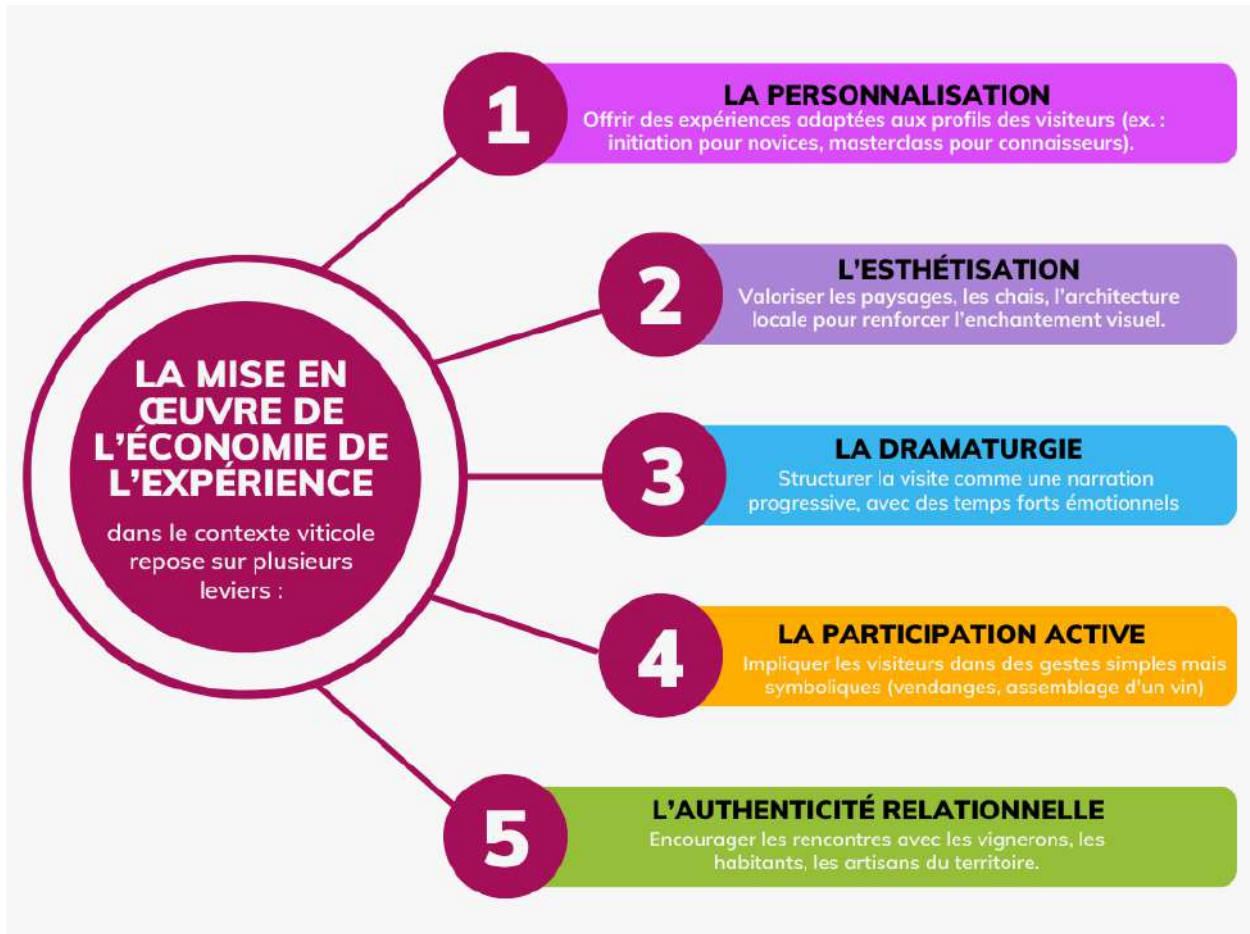 LA MISE EN
ŒUVRE DE
L'ÉCONOMIE DE
L'EXPÉRIENCE
dans le contexte viticole
repose sur plusieurs
leviers :
1
LA PERSONNALISATION
Offrir des expériences adaptées aux profils des visiteurs (ex. :
initiation pour novices, masterclass pour connaisseurs).
2
L'ESTHÉTISATION
Valoriser les paysages, les chais, l'architecture
locale pour renforcer l'enchantement visuel.
3
LA DRAMATURGIE
Structurer la visite comme une narration
progressive, avec des temps forts émotionnels
4
LA PARTICIPATION ACTIVE
Impliquer les visiteurs dans des gestes simples mais
symboliques (vendanges, assemblage d'un vin)
5
L'AUTHENTICITÉ RELATIONNELLE
Encourager les rencontres avec les vignerons, les
habitants, les artisans du territoire.